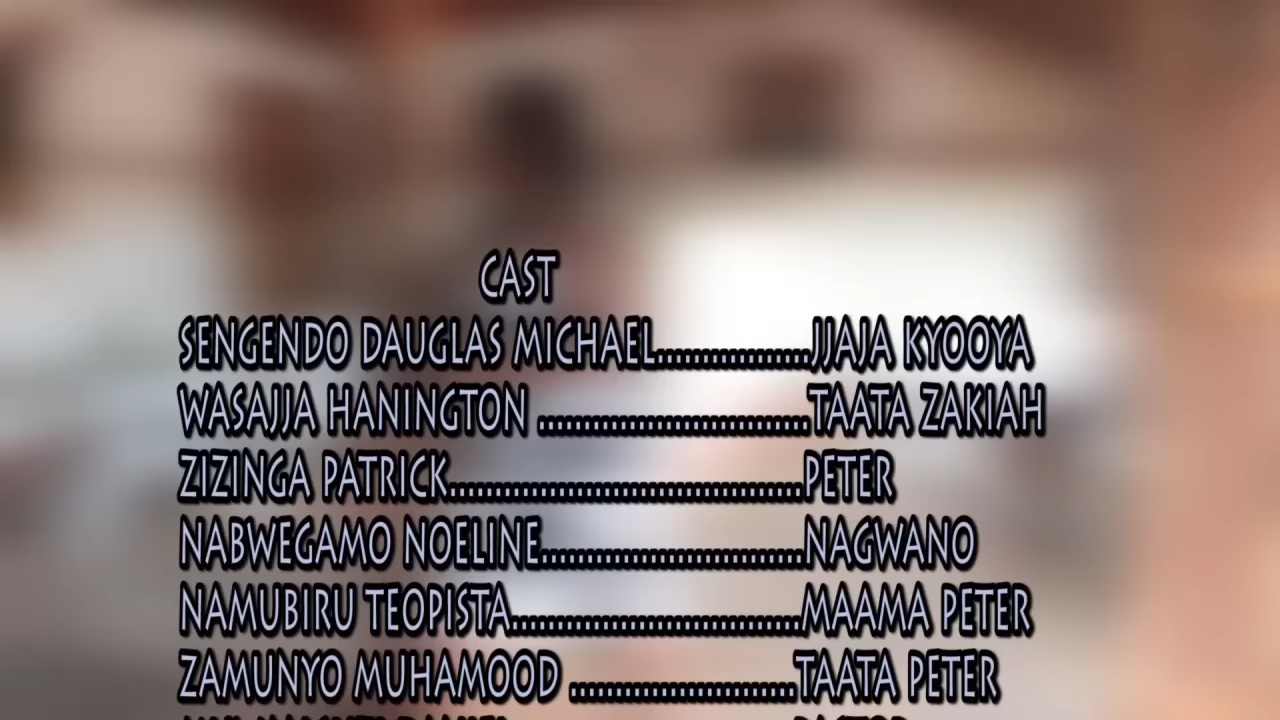 CAST
SENGENDO DAUGLAS MICHAEL.................JJAJA KYOOYA
WASAJJA HANINGTON ..............................TAATA ZAKIAH
ZIZINGA PATRICK.......................................PETER
NABWEGAMO NOELINE.............................NAGWANO
NAMUBIRU TEOPISTA................................MAAMA PETER
ZAMUNYO MUHAMOOD .........................TAATA PETER